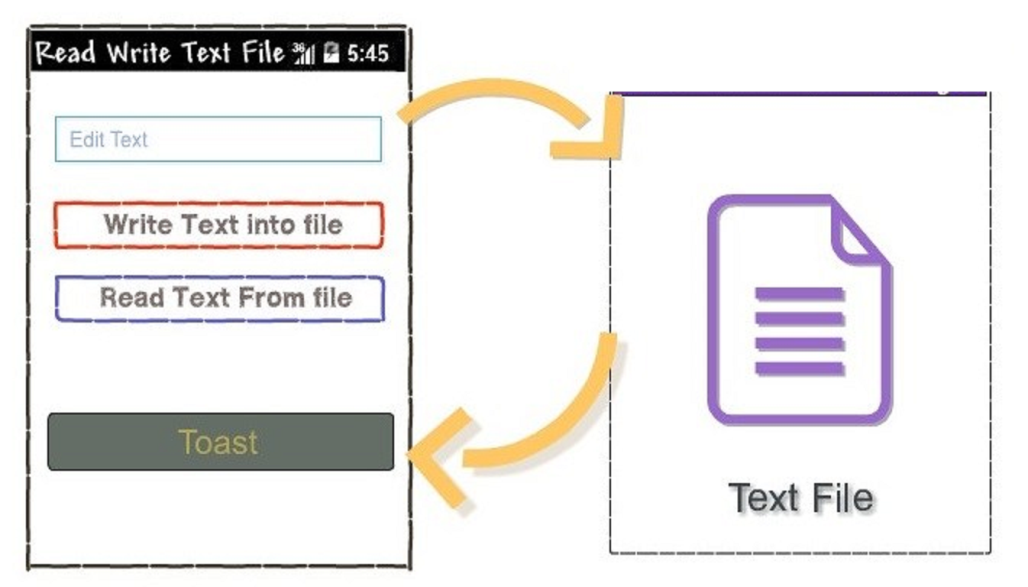 Read Write Text File 36 5:45
Edit Text
Write Text into file
Read Text From file
Toast
Text File